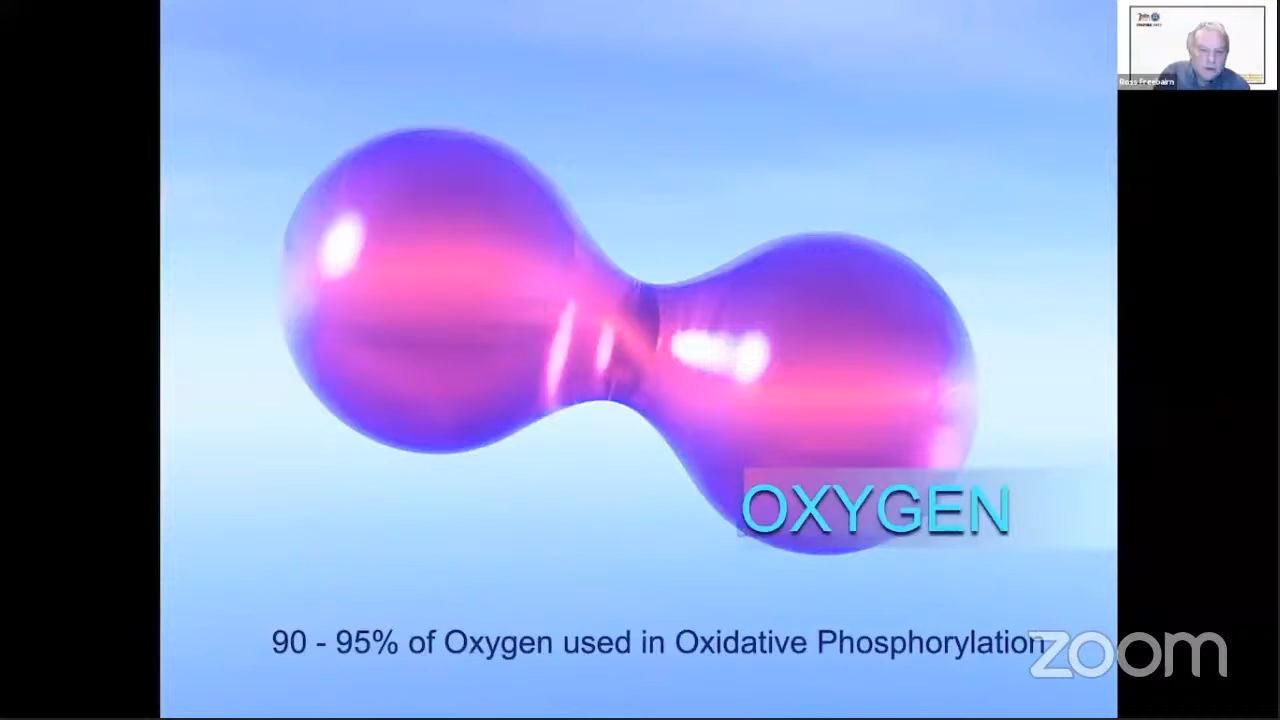 Ross Freebairn
OXYGEN
90 - 95% of Oxygen used in Oxidative Phosphorylation
zoom